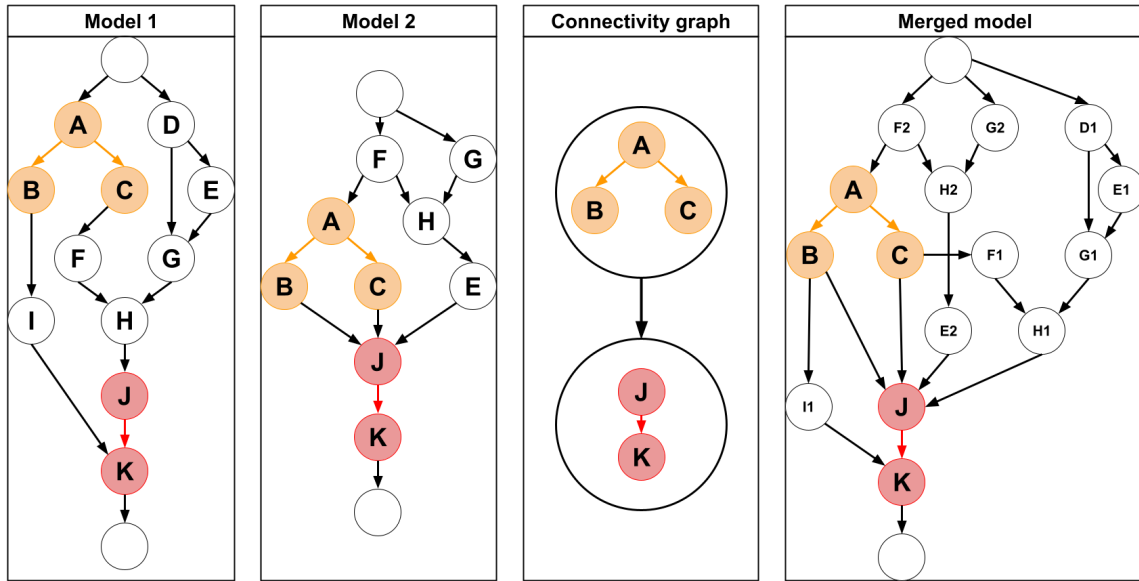 Model 1
A
D
B
C
E
F
G
I
H
J
K
Model 2
F
G
A
H
B
C
E
J
K
Connectivity graph
A
B
C
J
K
Merged model
F2
G2
D1
A
H2
E1
B
C
F1
G1
E2
H1
I1
J
K